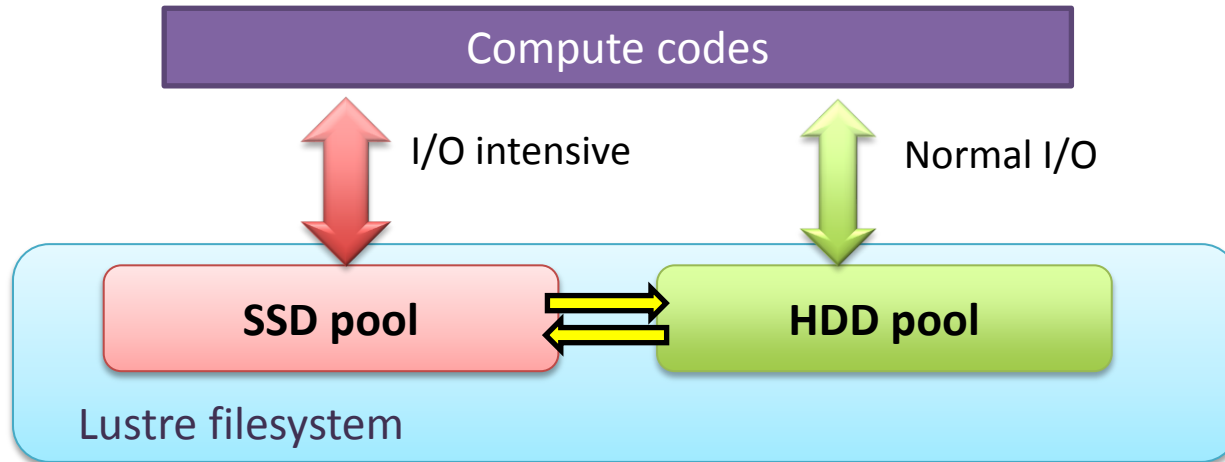 Compute codes
I/O intensive
Normal I/O
SSD pool
HDD pool
Lustre filesystem